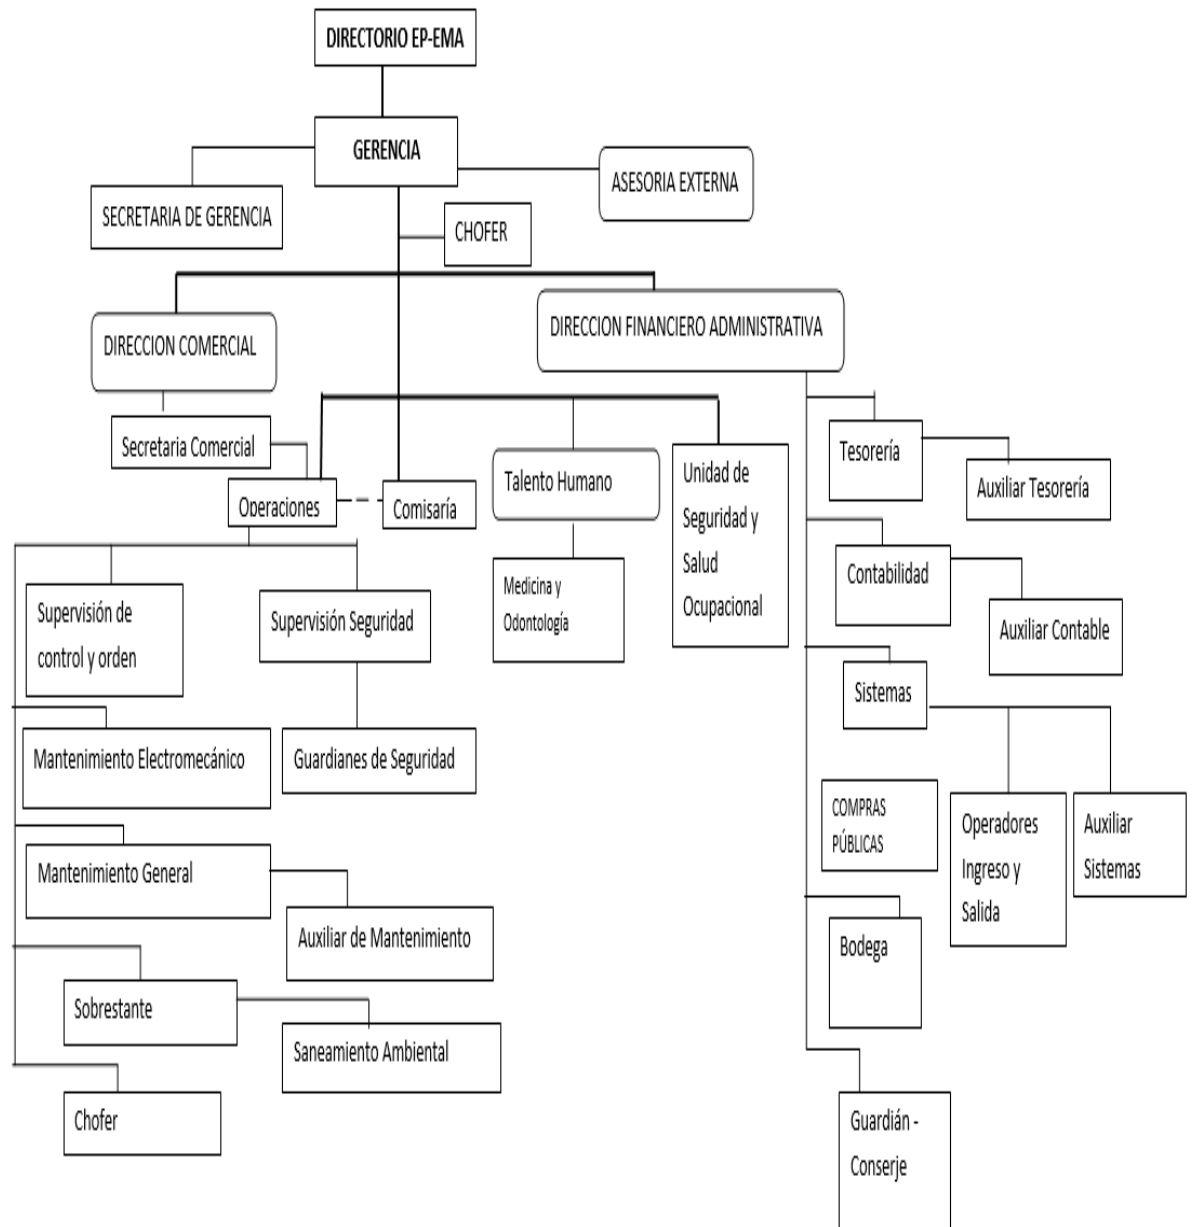 DIRECTORIO EP-EMA
GERENCIA
ASESORIA EXTERNA
SECRETARIA DE GERENCIA
CHOFER
DIRECCION COMERCIAL
DIRECCION FINANCIERO ADMINISTRATIVA
Secretaria Comercial
Operaciones
Comisaría
Talento Humano
Unidad de
Seguridad y
Salud
Ocupacional
Tesorería
Auxiliar Tesorería
Medicina y
Odontología
Contabilidad
Auxiliar Contable
Supervisión de
control y orden
Supervisión Seguridad
Sistemas
Mantenimiento Electromecánico
Guardianes de Seguridad
COMPRAS
PÚBLICAS
Operadores
Ingreso y
Salida
Auxiliar
Sistemas
Mantenimiento General
Auxiliar de Mantenimiento
Bodega
Sobrestante
Saneamiento Ambiental
Chofer
Guardián -
Conserje